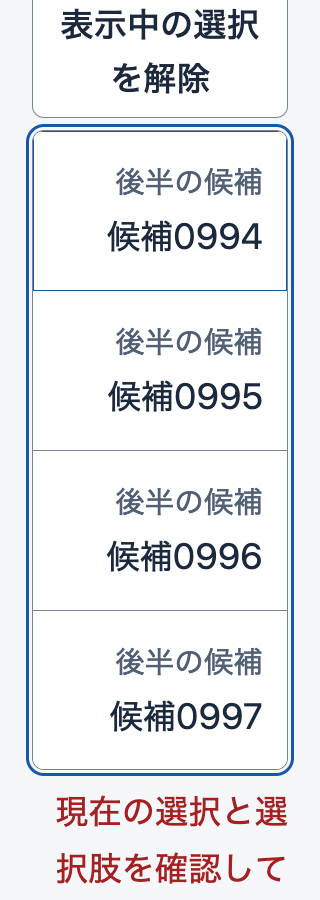 表示中の選択
を解除
後半の候補
候補0994
後半の候補
候補0995
後半の候補
候補0996
後半の候補
候補0997
現在の選択と選
択肢を確認して